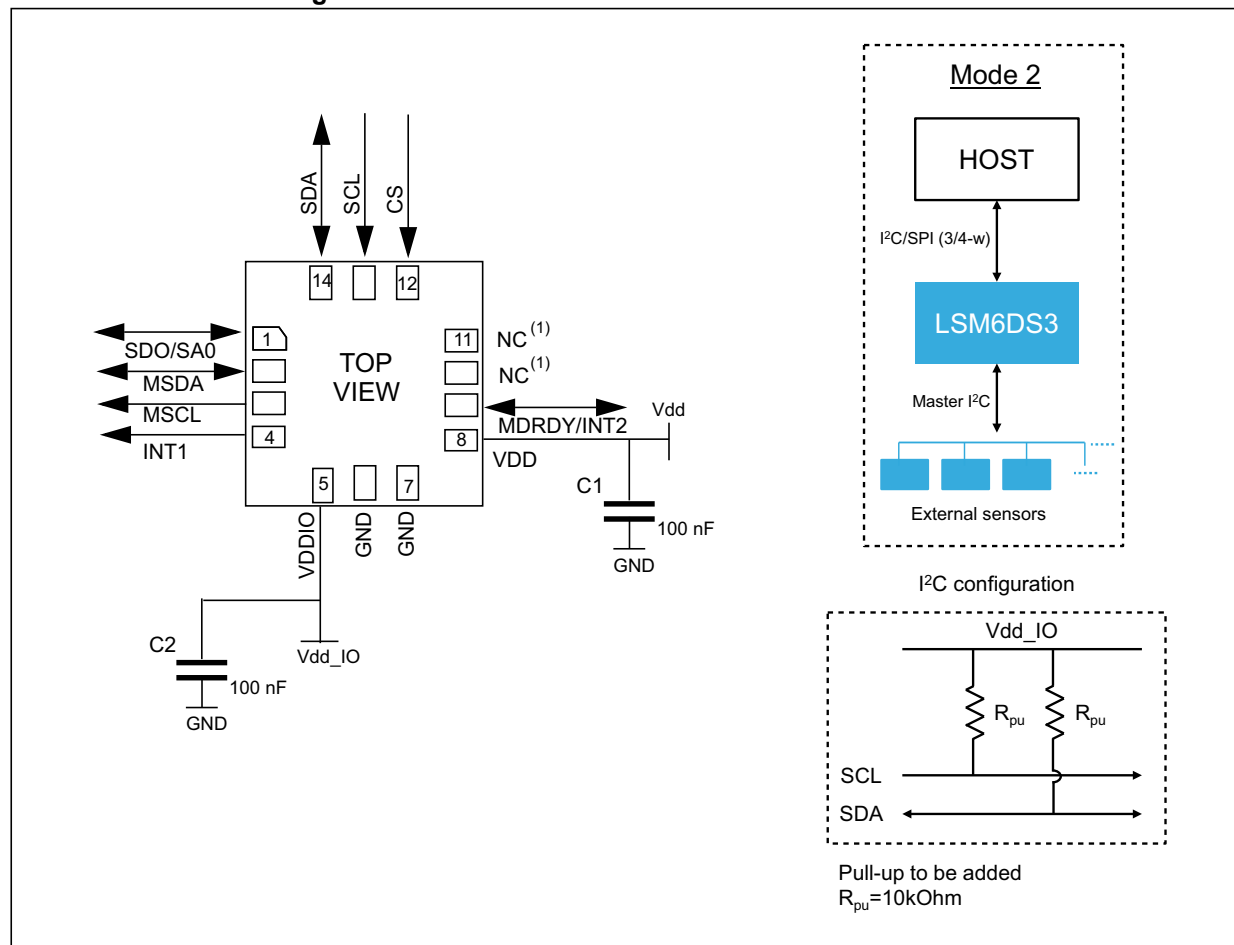 SDA
SCL
CS
14
12
1
SDO/SA0
MSDA
MSCL
4
INT1
TOP
VIEW
11
NC(1)
NC(1)
MDRDY/INT2
8
VDD
Vdd
5
7
VDDIO
GND
GND
C1
100 nF
GND
C2
100 nF
GND
Vdd_IO
Mode 2
HOST
I²C/SPI (3/4-w)
LSM6DS3
Master I²C
External sensors
I²C configuration
Vdd_IO
Rpu
Rpu
SCL
SDA
Pull-up to be added
Rpu=10kOhm